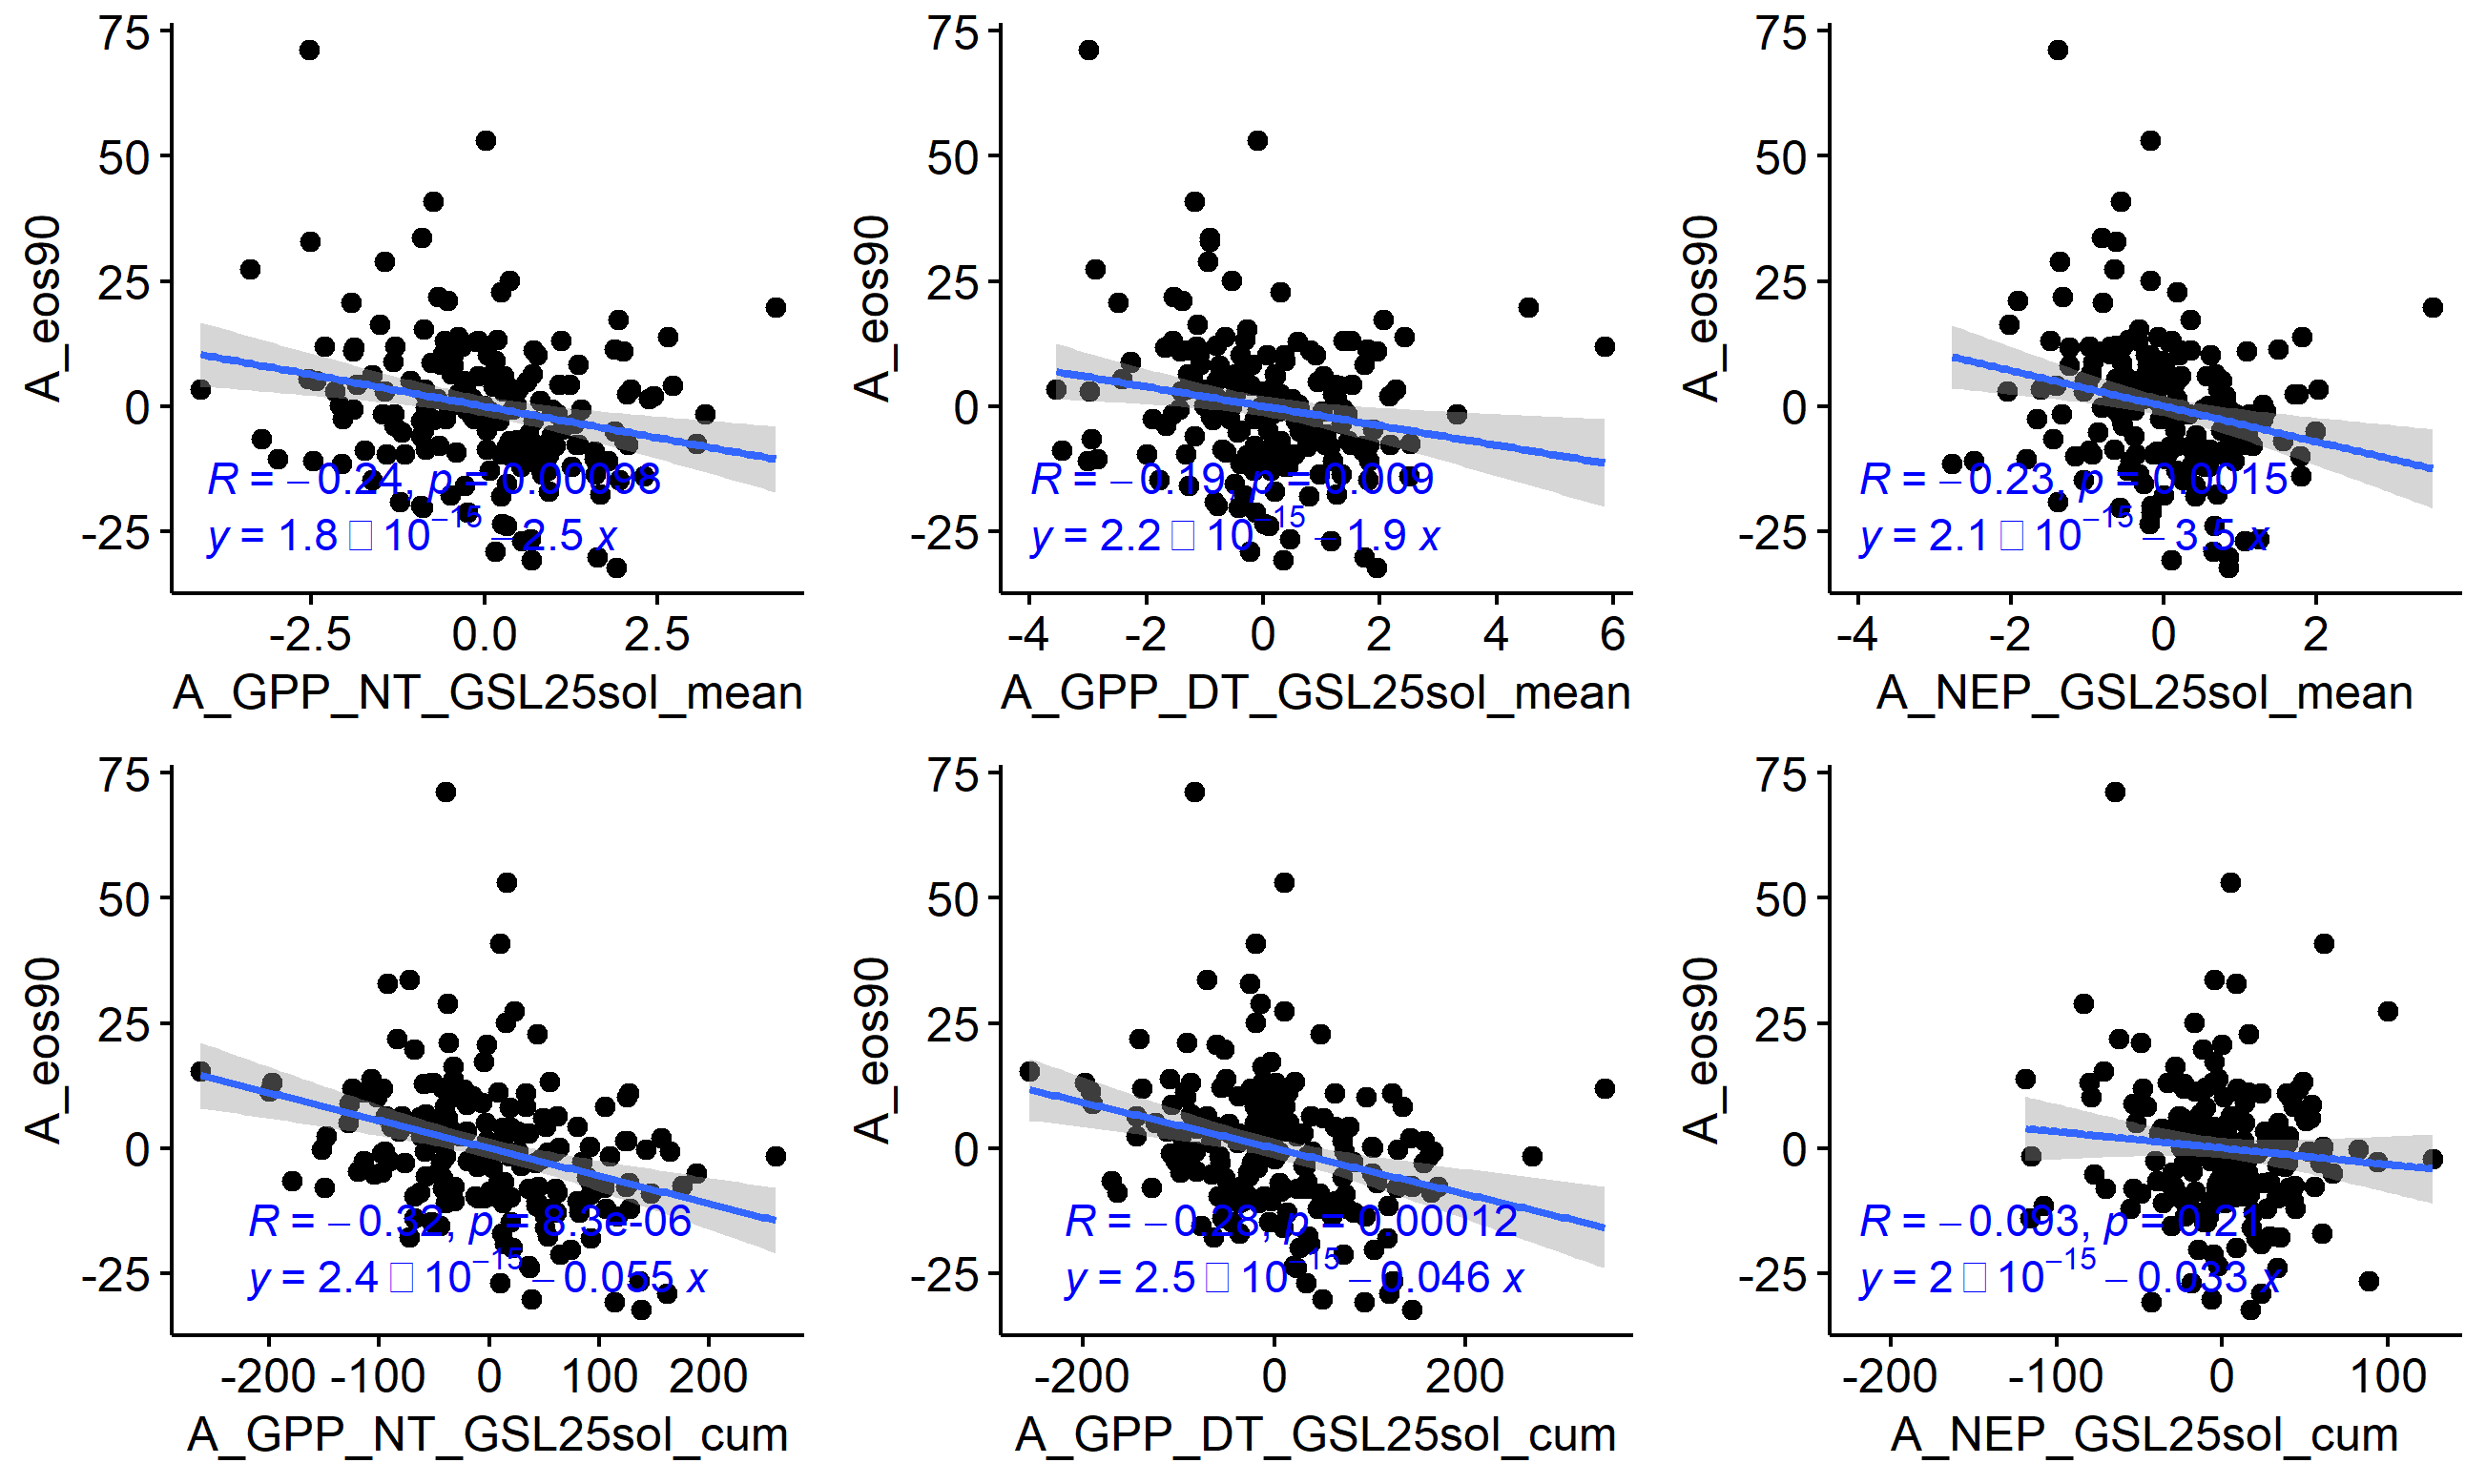 75
50
25
0
-25
A_eos90
R = −0.24, p = 0.00093
y = 1.8 □ 10−15 − 2.5 x
-2.5 0.0 2.5
A_GPP_NT_GSL25sol_mean
75
50
25
0
-25
A_eos90
R = −0.19, p = 0.009
y = 2.2 □ 10−15 − 1.9 x
-4 -2 0 2 4 6
A_GPP_DT_GSL25sol_mean
75
50
25
0
-25
A_eos90
R = −0.23, p = 0.0015
y = 2.1 □ 10−15 − 3.5 x
-4 -2 0 2
A_NEP_GSL25sol_mean
75
50
25
0
-25
A_eos90
R = −0.32, p = 8.3e-06
y = 2.4 □ 10−15 − 0.055 x
-200 -100 0 100 200
A_GPP_NT_GSL25sol_cum
75
50
25
0
-25
A_eos90
R = −0.28, p = 0.00012
y = 2.5 □ 10−15 − 0.046 x
-200 0 200
A_GPP_DT_GSL25sol_cum
75
50
25
0
-25
A_eos90
R = −0.093, p = 0.21
y = 2 □ 10−15 − 0.033 x
-200 -100 0 100
A_NEP_GSL25sol_cum